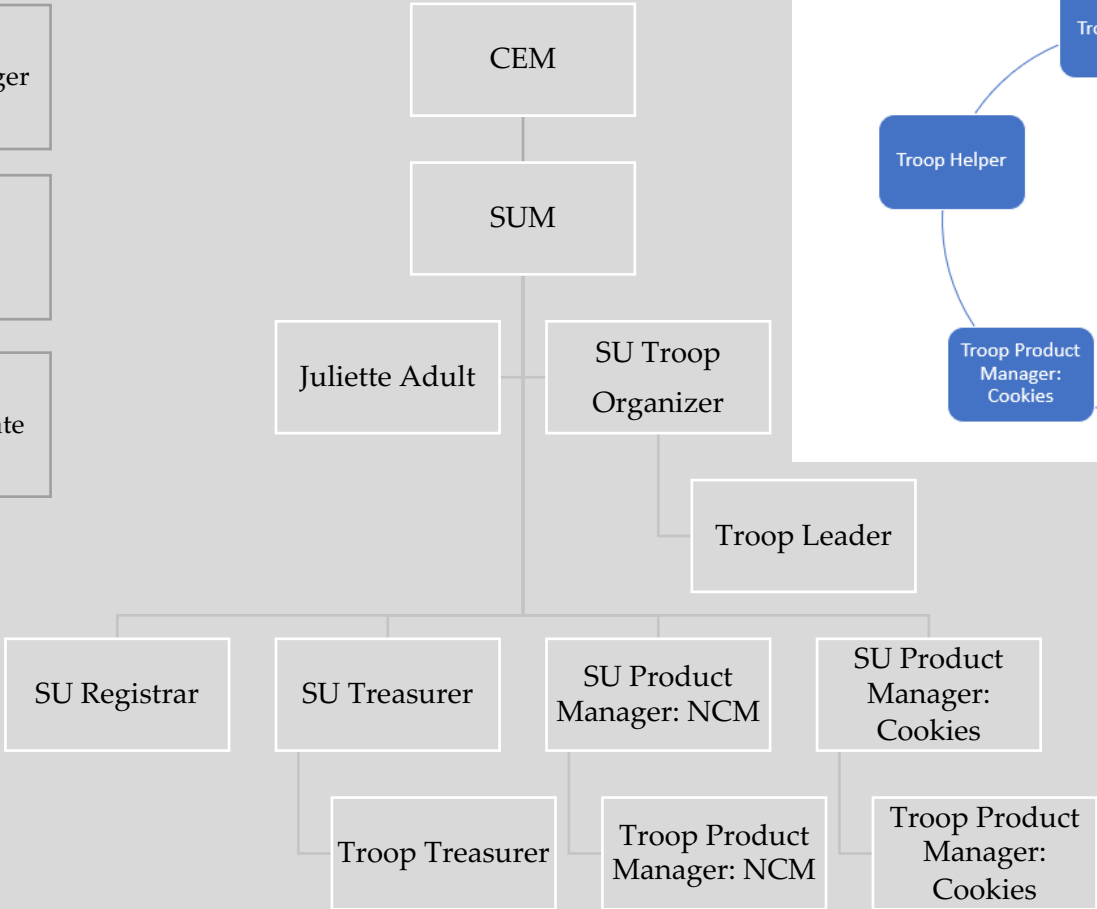 CEM
SUM
Juliette Adult
SU Troop
Organizer
Troop Leader
SU Registrar
SU Treasurer
SU Product
Manager: NCM
SU Product
Manager:
Cookies
Troop Treasurer
Troop Product
Manager: NCM
Troop Product
Manager:
Cookies
Troop Helper
Troop Product
Manager:
Cookies